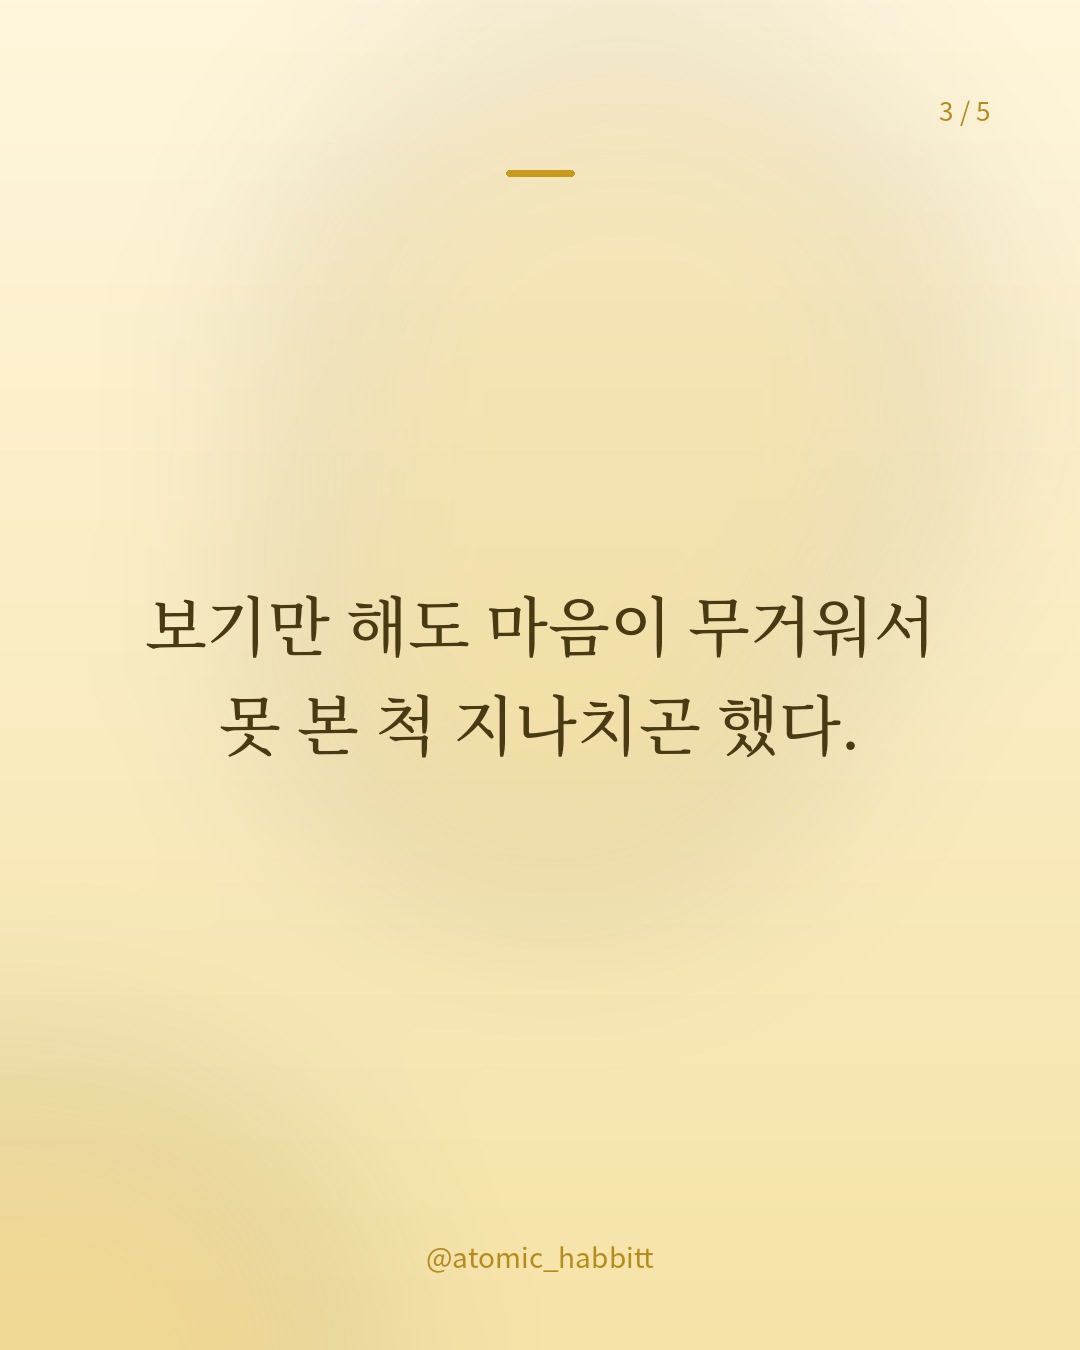 3 / 5
보기만 해도 마음이 무거워서
못 본 척 지나치곤 했다.
@atomic_habbitt